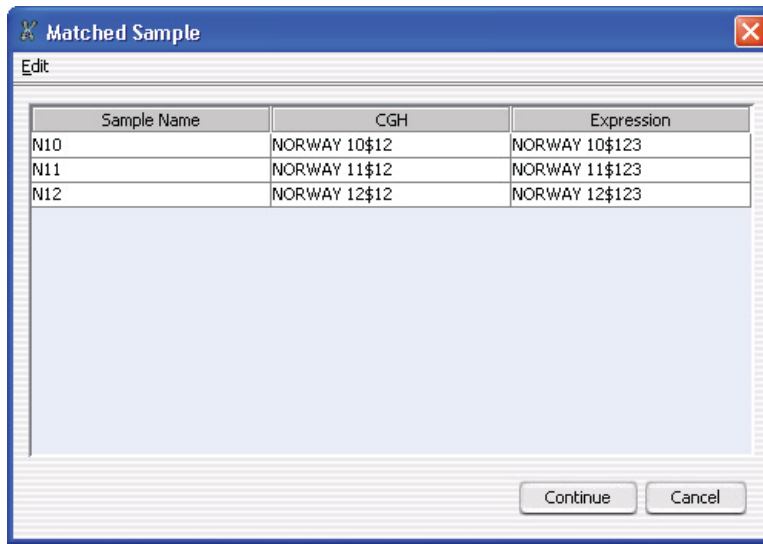 Matched Sample
Edit
Sample Name CGH Expression
N10 NORWAY 10$12 NORWAY 10$123
N11 NORWAY 11$12 NORWAY 11$123
N12 NORWAY 12$12 NORWAY 12$123
Continue Cancel